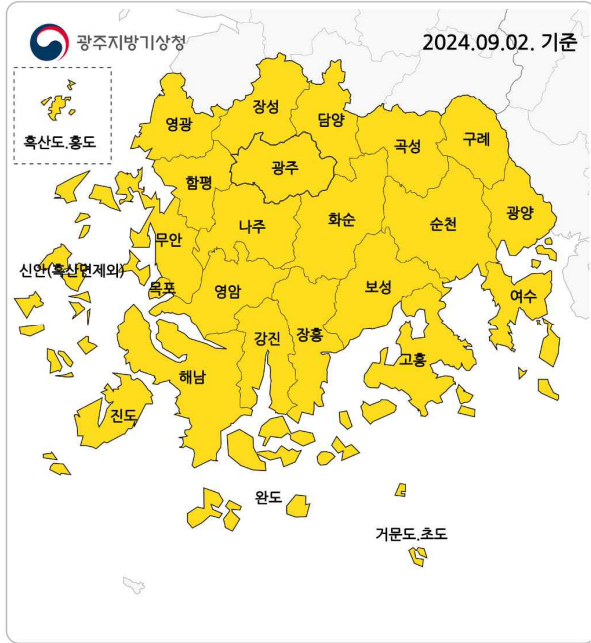 광주지방기상청
2024.09.02. 기준
흑산도.홍도
영광
장성
담양
곡성
구례
함평
광주
나주
화순
순천
광양
무안
신안(흑산면제외)
목포
영암
보성
여수
강진
장흥
해남
고흥
진도
완도
거문도.초도